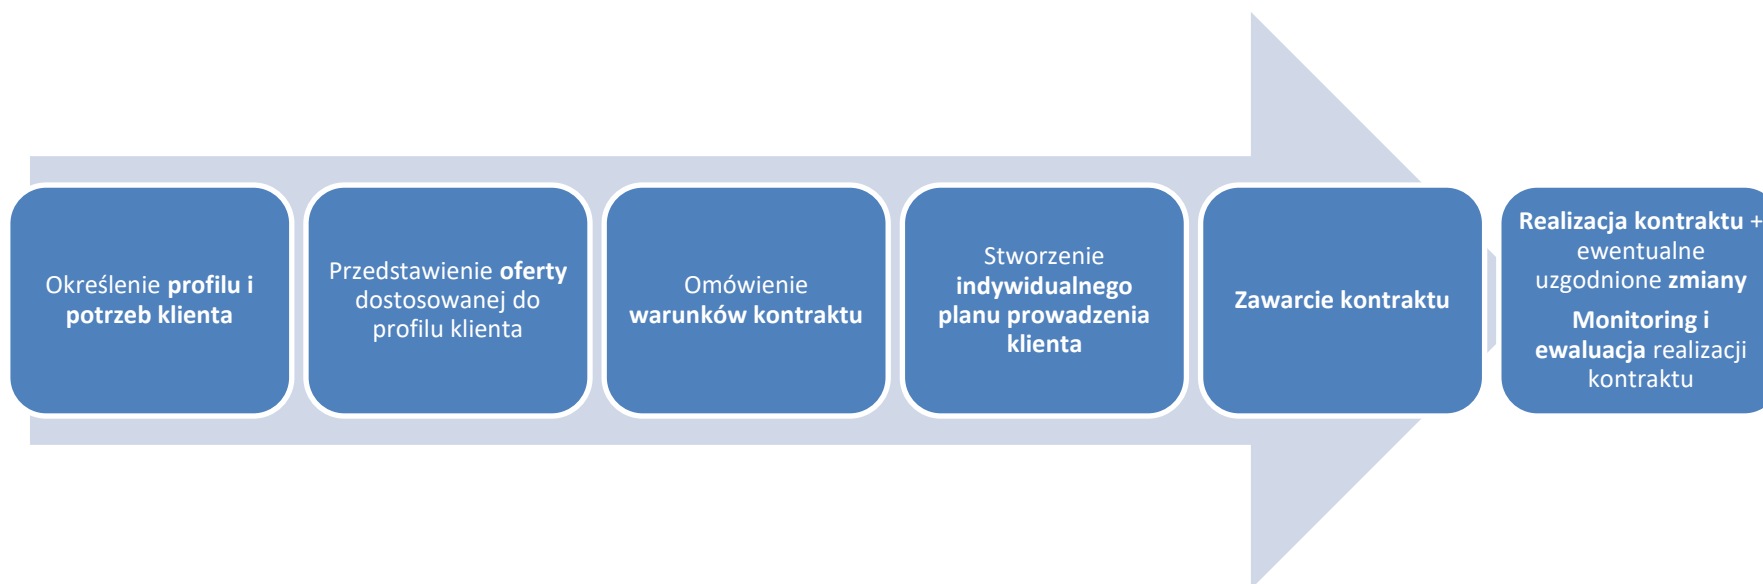 Określenie profilu i
potrzeb klienta
Przedstawienie oferty
dostosowanej do
profilu klienta
Omówienie
warunków kontraktu
Stworzenie
indywidualnego
planu prowadzenia
klienta
Zawarcie kontraktu
Realizacja kontraktu +
ewentualne
uzgodnione zmiany
Monitoring i
ewaluacja realizacji
kontraktu